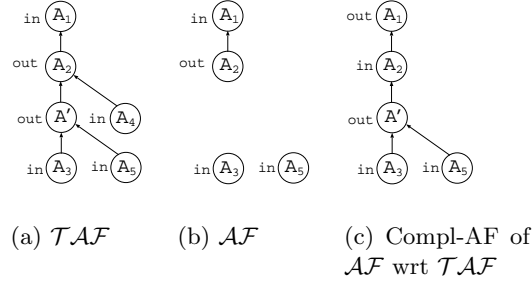 in A₁ in A₁ out A₁
out A₂ out A₂ in A₂
out A' in A₄ out A'
in A₃ in A₅ in A₃ in A₅ in A₃ in A₅
(a) 𝒯𝒜ℱ (b) 𝒜ℱ (c) Compl-AF of
𝒜ℱ wrt 𝒯𝒜ℱ